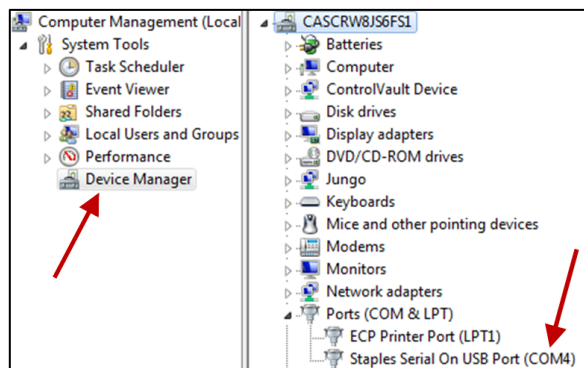 Computer Management (Local
System Tools
Task Scheduler
Event Viewer
Shared Folders
Local Users and Groups
Performance
Device Manager
CASCRW8JS6FS1
Batteries
Computer
ControlVault Device
Disk drives
Display adapters
DVD/CD-ROM drives
Jungo
Keyboards
Mice and other pointing devices
Modems
Monitors
Network adapters
Ports (COM & LPT)
ECP Printer Port (LPT1)
Staples Serial On USB Port (COM4)